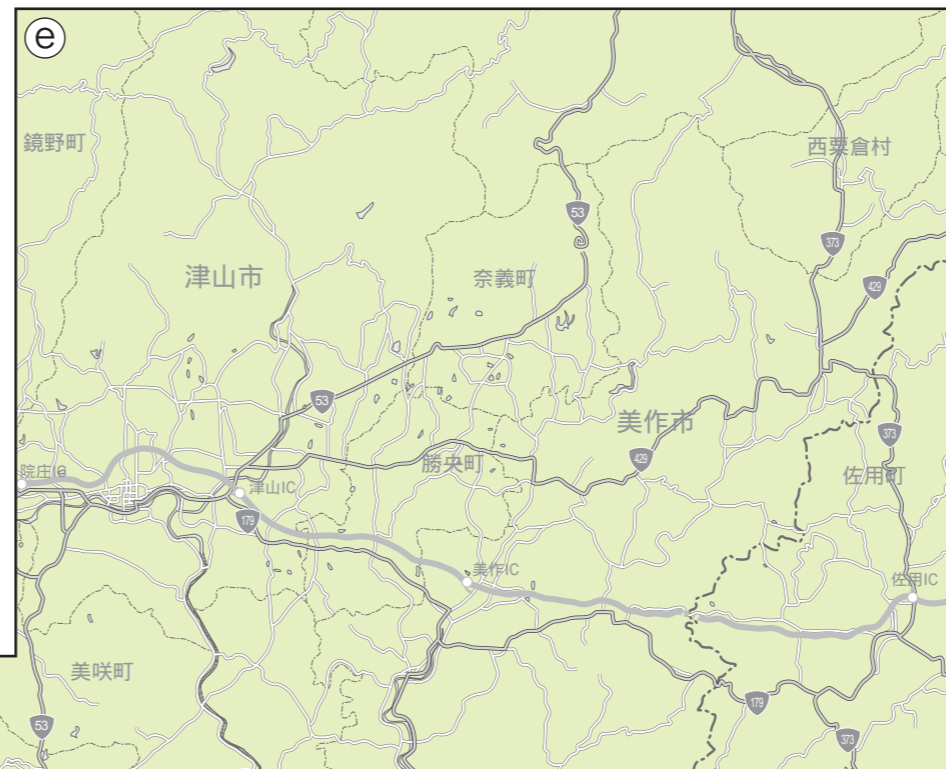 e
鏡野町
西粟倉村
53
373
津山市
奈義町
429
53
美作市
373
勝央町
429
佐用町
院庄IC
津山IC
179
美作IC
佐用IC
美咲町
179
53
373